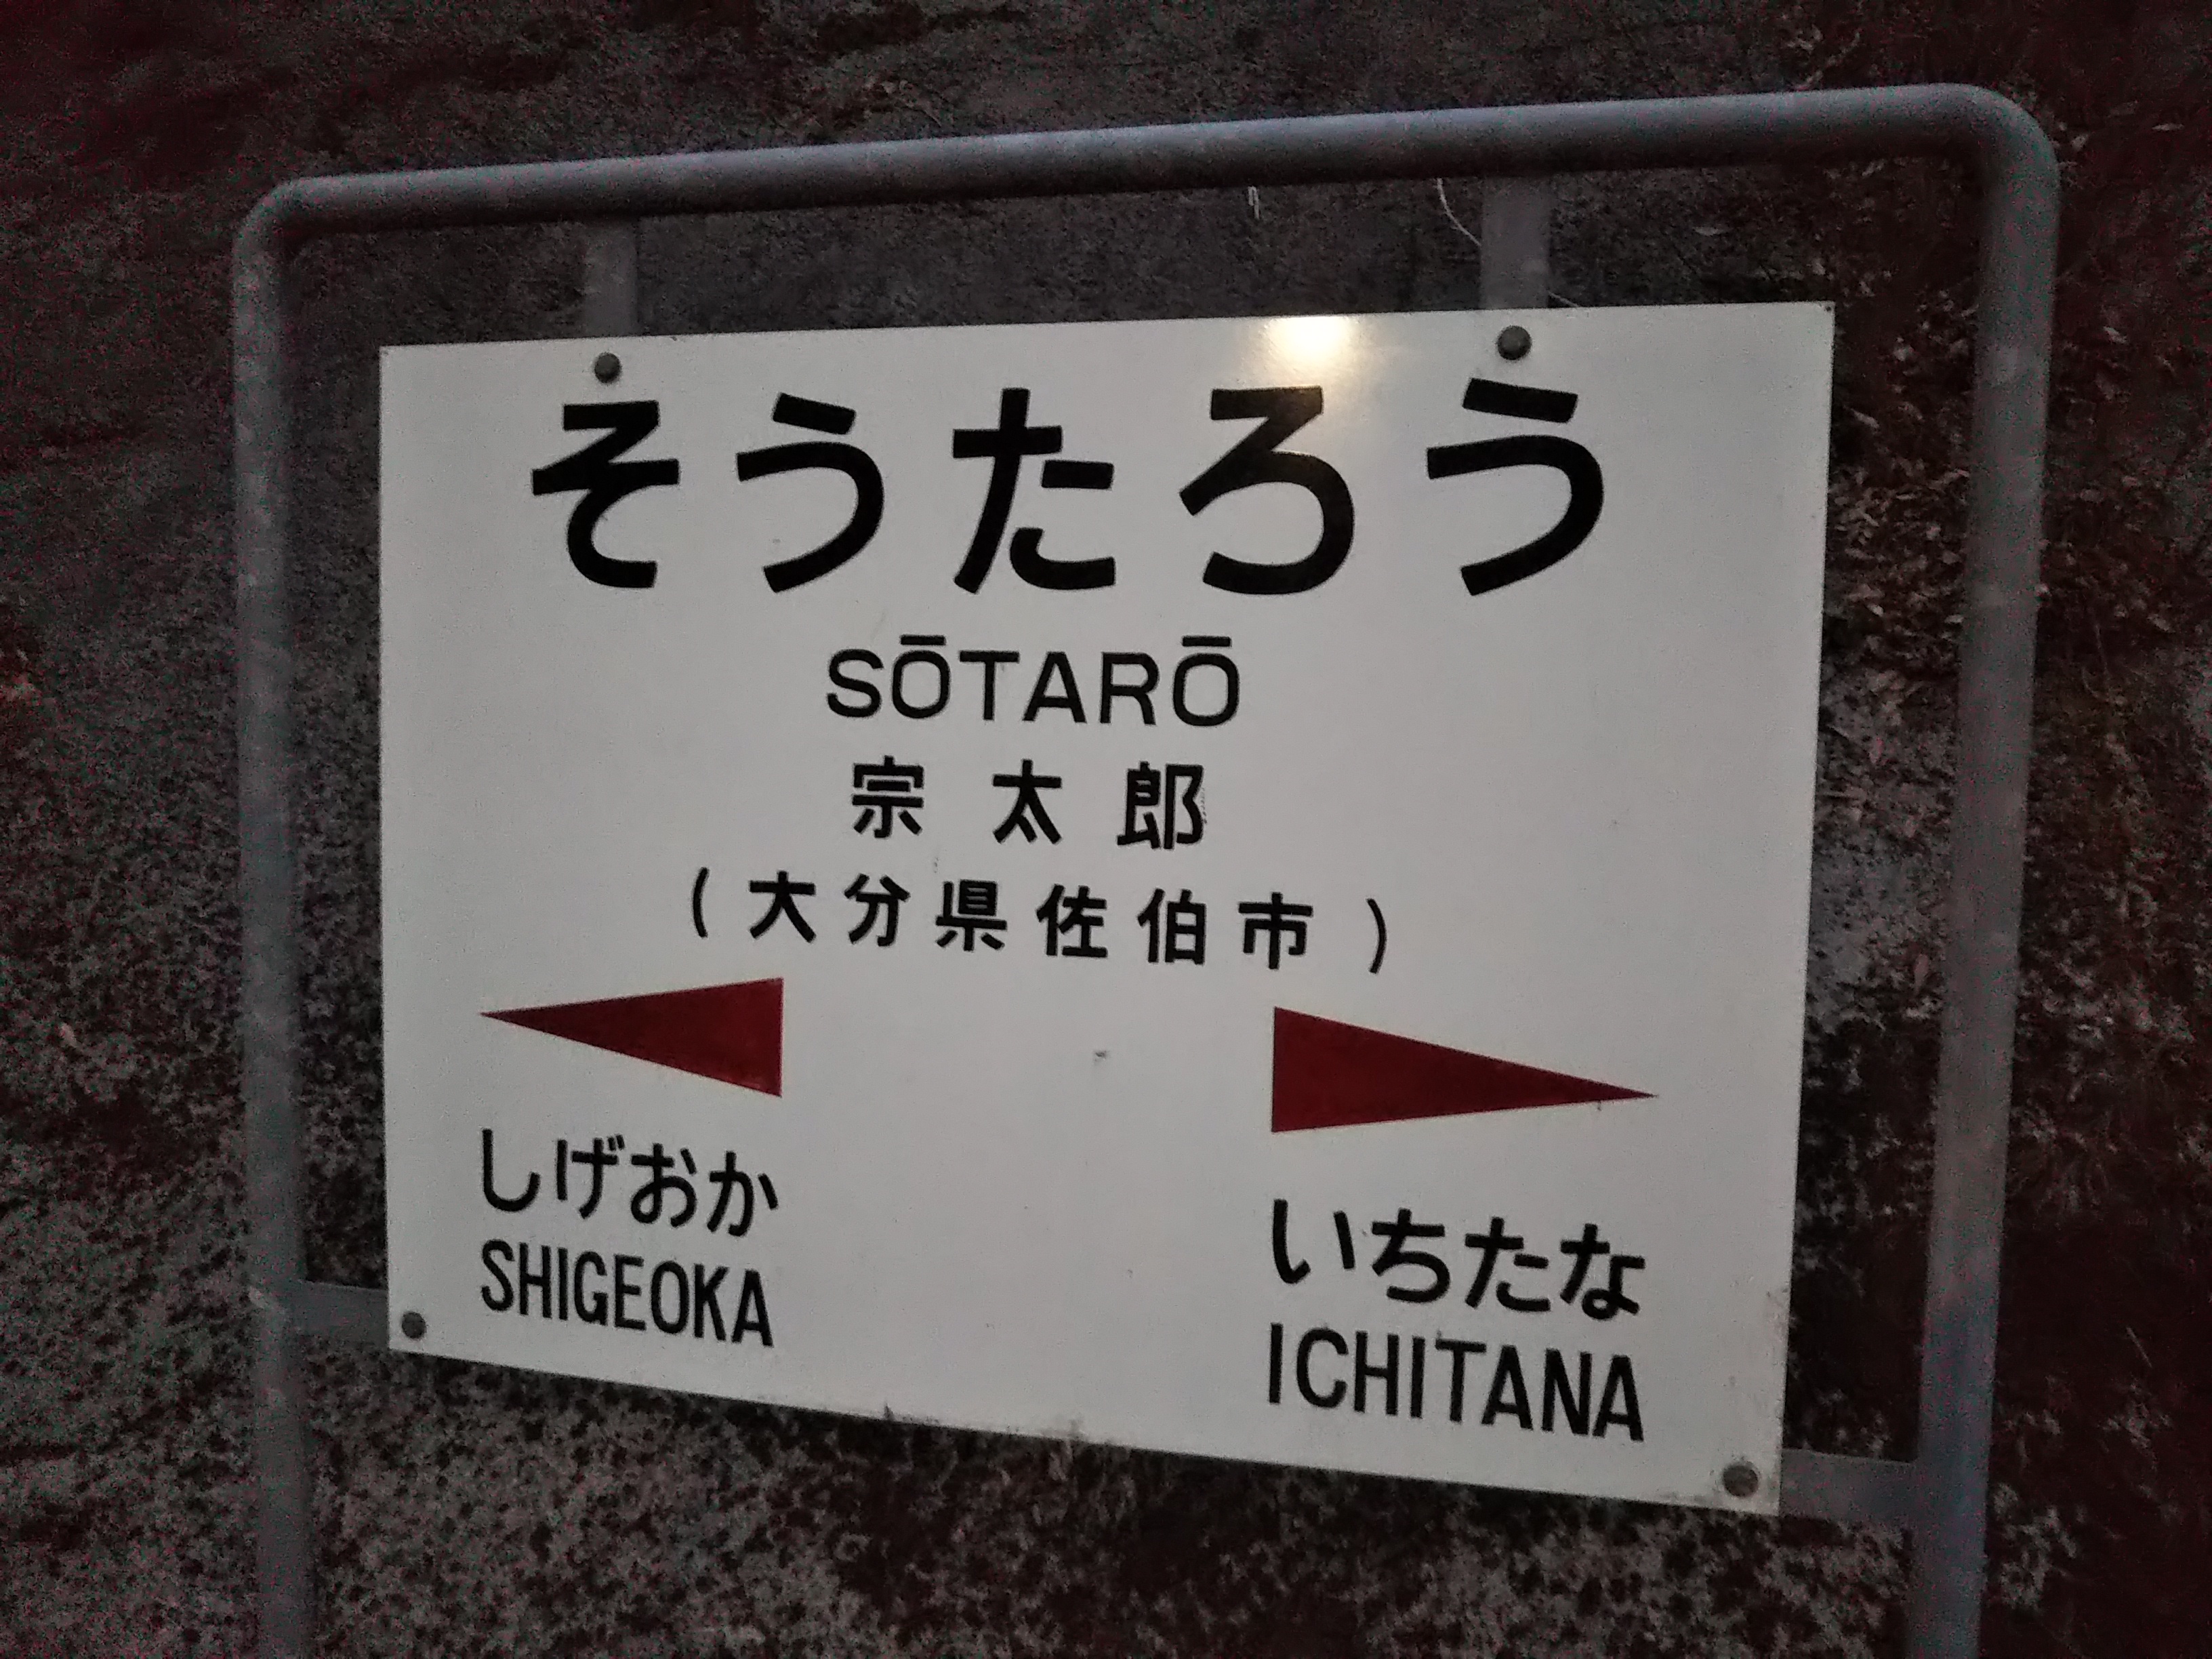 そうたろう
SŌTARŌ
宗太郎
(大分県佐伯市)
しげおか
SHIGEOKA
いちたな
ICHITANA